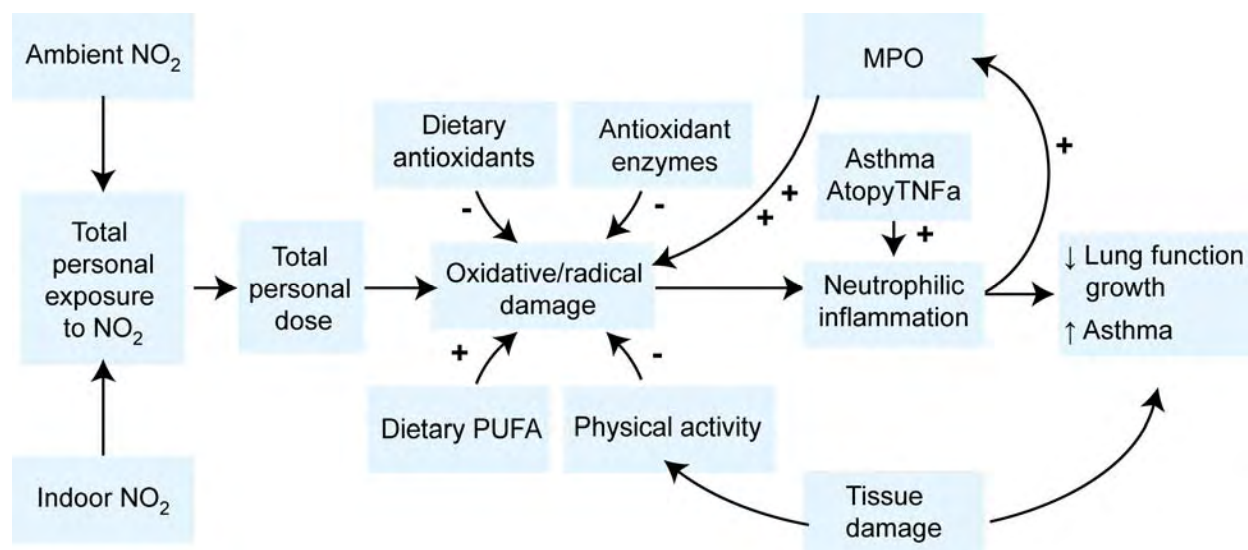 Ambient NO₂
MPO
Dietary
antioxidants
Antioxidant
enzymes
+
Asthma
AtopyTNFa
+
+
-
-
+
Total
personal
exposure
to NO₂
Total
personal
dose
Oxidative/radical
damage
Neutrophilic
inflammation
↓ Lung function
growth
↑ Asthma
+
-
Dietary PUFA
Physical activity
Indoor NO₂
Tissue
damage